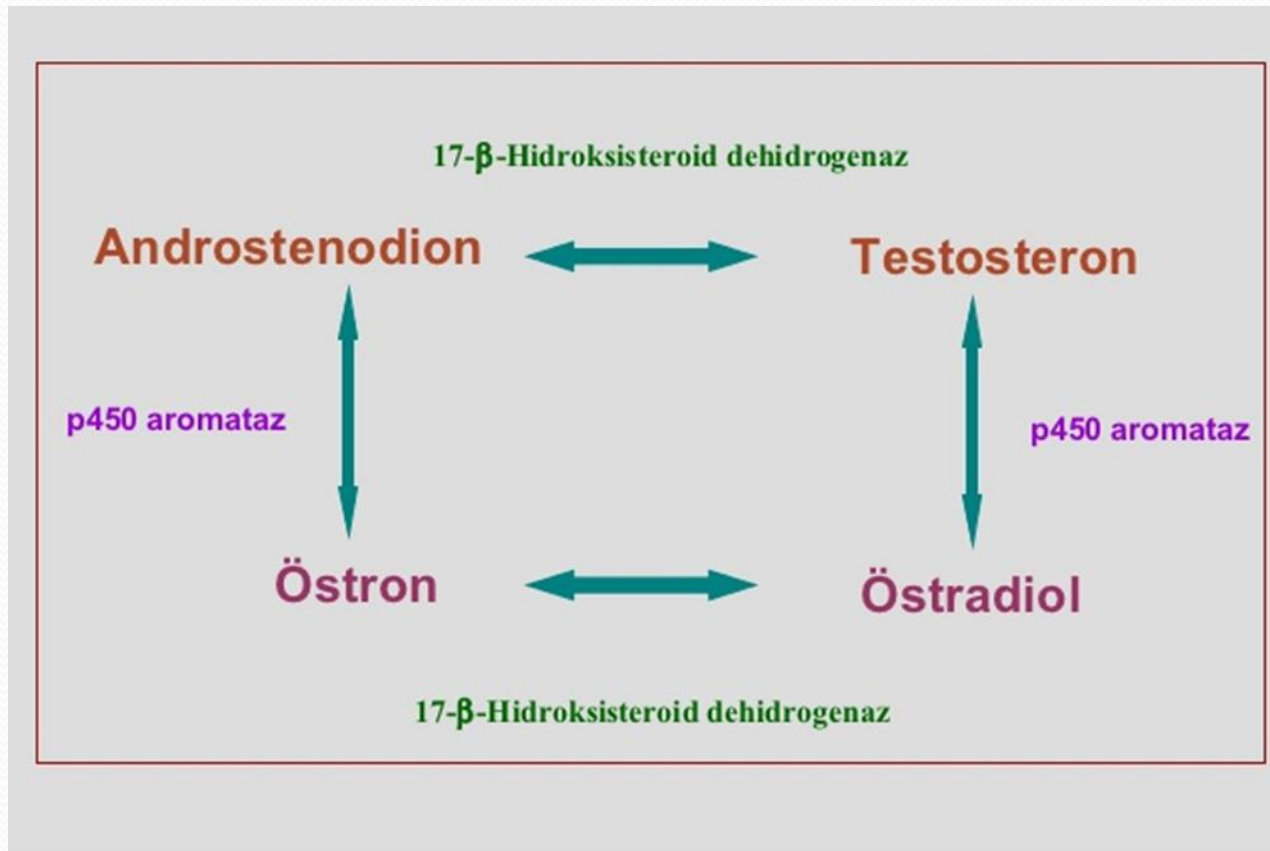 17-β-Hidroksisteroid dehidrogenaz
Androstenodion
Testosteron
p450 aromataz
p450 aromataz
Östron
Östradiol
17-β-Hidroksisteroid dehidrogenaz